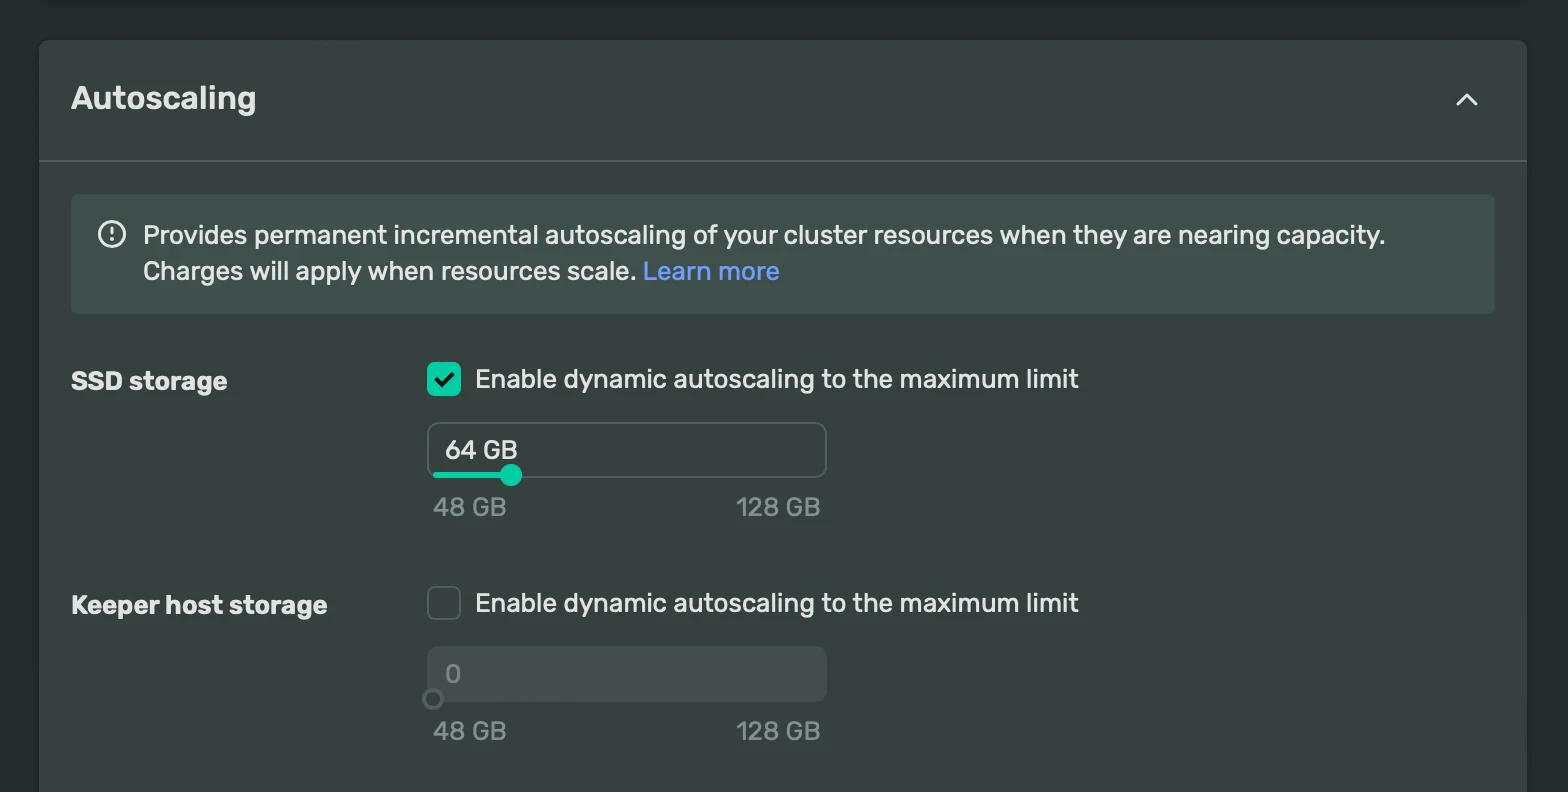 Autoscaling
Provides permanent incremental autoscaling of your cluster resources when they are nearing capacity.
Charges will apply when resources scale. Learn more
SSD storage
Enable dynamic autoscaling to the maximum limit
64 GB
48 GB 128 GB
Keeper host storage
Enable dynamic autoscaling to the maximum limit
0
48 GB 128 GB